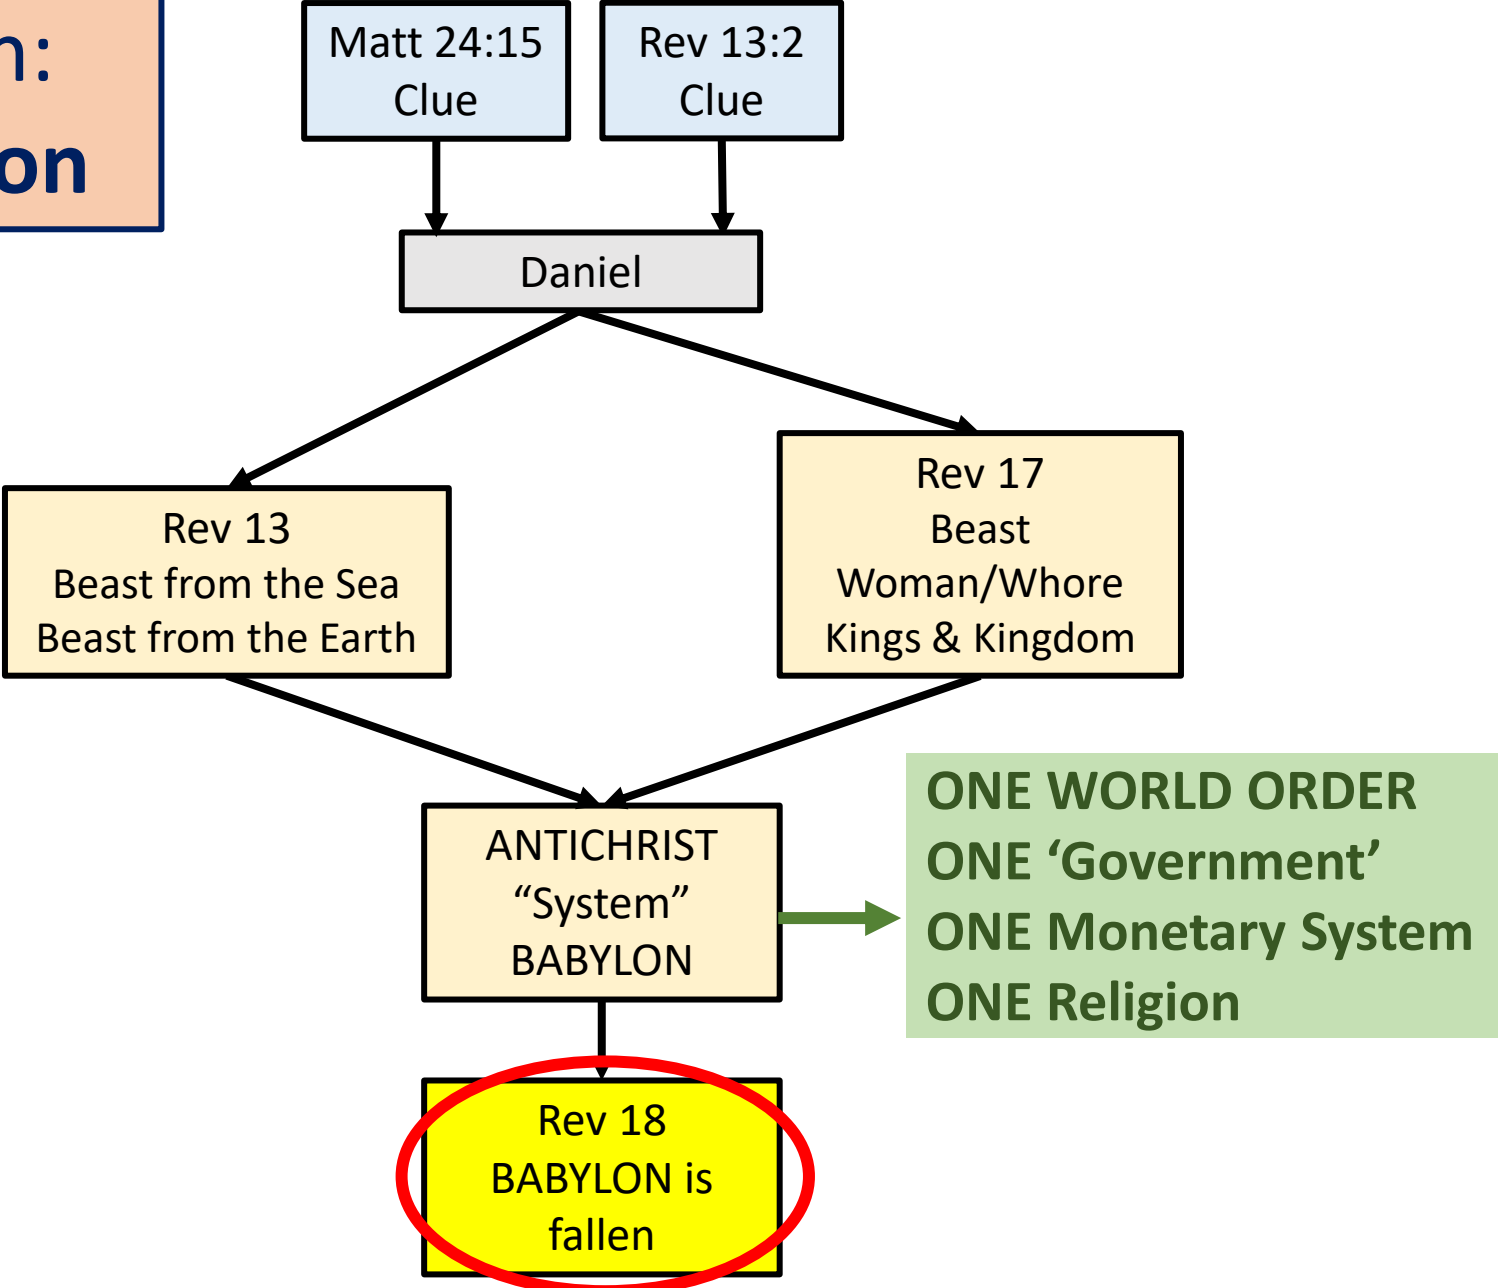 Matt 24:15
Clue
Rev 13:2
Clue
Daniel
Rev 13
Beast from the Sea
Beast from the Earth
Rev 17
Beast
Woman/Whore
Kings & Kingdom
ANTICHRIST
“System”
BABYLON
ONE WORLD ORDER
ONE ‘Government’
ONE Monetary System
ONE Religion
Rev 18
BABYLON is
fallen